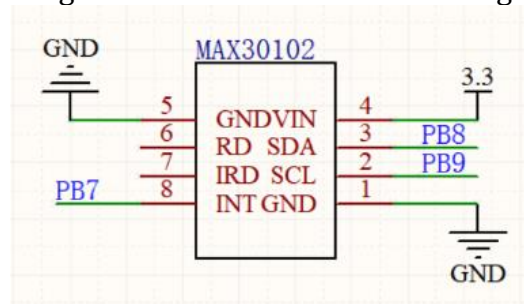 GND
MAX30102
3.3
5 GND VIN 4
6 RD SDA 3 PB8
7 IRD SCL 2 PB9
PB7 8 INT GND 1
GND